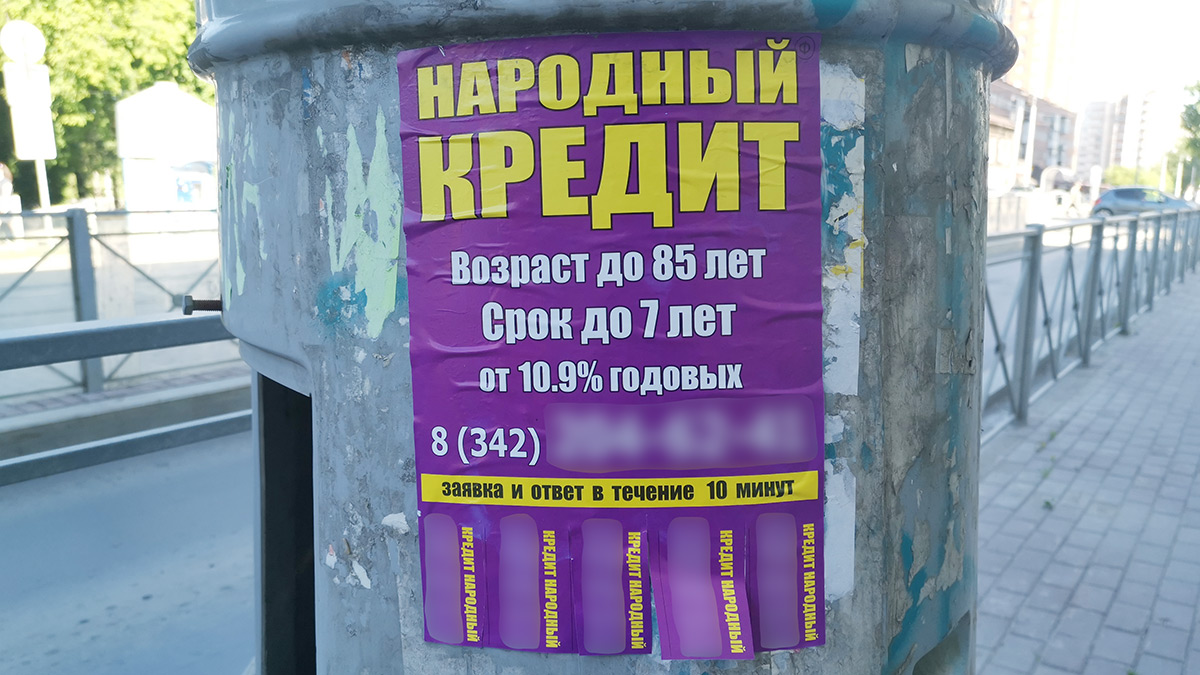 НАРОДНЫЙ
КРЕДИТ
Возраст до 85 лет
Срок до 7 лет
от 10.9% годовых
8 (342)
заявка и ответ в течение 10 минут
КРЕДИТ НАРОДНЫЙ
КРЕДИТ НАРОДНЫЙ
КРЕДИТ НАРОДНЫЙ
КРЕДИТ НАРОДНЫЙ
КРЕДИТ НАРОДНЫЙ